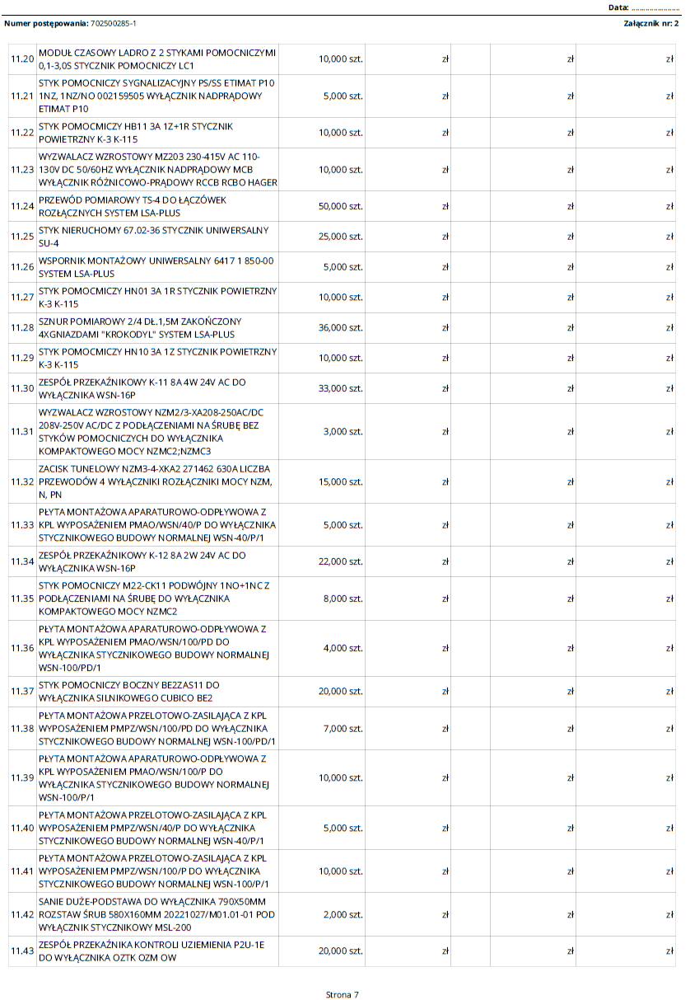 Data: ........................
Numer postępowania: 702500285-1 Załącznik nr: 2
11.20 MODUŁ CZASOWY LADRO Z 2 STYKAMI POMOCNICZYMI
0,1-3,0S STYCZNIK POMOCNICZY LC1 10,000 szt. zł zł zł
11.21 STYK POMOCNICZY SYGNALIZACYJNY PS/SS ETIMAT P10
1NZ, 1NZ/NO 002159505 WYŁĄCZNIK NADPRĄDOWY
ETIMAT P10 5,000 szt. zł zł zł
11.22 STYK POMOCMICZY HB11 3A 1Z+1R STYCZNIK
POWIETRZNY K-3 K-115 10,000 szt. zł zł zł
11.23 WYZWALACZ WZROSTOWY MZ203 230-415V AC 110-
130V DC 50/60HZ WYŁĄCZNIK NADPRĄDOWY MCB
WYŁĄCZNIK RÓŻNICOWO-PRĄDOWY RCCB RCBO HAGER 10,000 szt. zł zł zł
11.24 PRZEWÓD POMIAROWY TS-4 DO ŁĄCZÓWEK
ROZŁĄCZNYCH SYSTEM LSA-PLUS 50,000 szt. zł zł zł
11.25 STYK NIERUCHOMY 67.02-36 STYCZNIK UNIWERSALNY
SU-4 25,000 szt. zł zł zł
11.26 WSPORNIK MONTAŻOWY UNIWERSALNY 6417 1 850-00
SYSTEM LSA-PLUS 5,000 szt. zł zł zł
11.27 STYK POMOCMICZY HN01 3A 1R STYCZNIK POWIETRZNY
K-3 K-115 10,000 szt. zł zł zł
11.28 SZNUR POMIAROWY 2/4 DŁ.1,5M ZAKOŃCZONY
4XGNIAZDAMI "KROKODYL" SYSTEM LSA-PLUS 36,000 szt. zł zł zł
11.29 STYK POMOCMICZY HN10 3A 1Z STYCZNIK POWIETRZNY
K-3 K-115 10,000 szt. zł zł zł
11.30 ZESPÓŁ PRZEKAŹNIKOWY K-11 8A 4W 24V AC DO
WYŁĄCZNIKA WSN-16P 33,000 szt. zł zł zł
11.31 WYZWALACZ WZROSTOWY NZM2/3-XA208-250AC/DC
208V-250V AC/DC Z PODŁĄCZENIAMI NA ŚRUBĘ BEZ
STYKÓW POMOCNICZYCH DO WYŁĄCZNIKA
KOMPAKTOWEGO MOCY NZMC2;NZMC3 3,000 szt. zł zł zł
11.32 ZACISK TUNELOWY NZM3-4-XKA2 271462 630A LICZBA
PRZEWODÓW 4 WYŁĄCZNIKI ROZŁĄCZNIKI MOCY NZM,
N, PN 15,000 szt. zł zł zł
11.33 PŁYTA MONTAŻOWA APARATUROWO-ODPŁYWOWA Z
KPL WYPOSAŻENIEM PMAO/WSN/40/P DO WYŁĄCZNIKA
STYCZNIKOWEGO BUDOWY NORMALNEJ WSN-40/P/1 5,000 szt. zł zł zł
11.34 ZESPÓŁ PRZEKAŹNIKOWY K-12 8A 2W 24V AC DO
WYŁĄCZNIKA WSN-16P 22,000 szt. zł zł zł
11.35 STYK POMOCNICZY M22-CK11 PODWÓJNY 1NO+1NC Z
PODŁĄCZENIAMI NA ŚRUBĘ DO WYŁĄCZNIKA
KOMPAKTOWEGO MOCY NZMC2 8,000 szt. zł zł zł
11.36 PŁYTA MONTAŻOWA APARATUROWO-ODPŁYWOWA Z
KPL WYPOSAŻENIEM PMAO/WSN/100/PD DO
WYŁĄCZNIKA STYCZNIKOWEGO BUDOWY NORMALNEJ
WSN-100/PD/1 4,000 szt. zł zł zł
11.37 STYK POMOCNICZY BOCZNY BE2ZAS11 DO
WYŁĄCZNIKA SILNIKOWEGO CUBICO BE2 20,000 szt. zł zł zł
11.38 PŁYTA MONTAŻOWA PRZELOTOWO-ZASILAJĄCA Z KPL
WYPOSAŻENIEM PMPZ/WSN/100/PD DO WYŁĄCZNIKA
STYCZNIKOWEGO BUDOWY NORMALNEJ WSN-100/PD/1 7,000 szt. zł zł zł
11.39 PŁYTA MONTAŻOWA APARATUROWO-ODPŁYWOWA Z
KPL WYPOSAŻENIEM PMAO/WSN/100/P DO
WYŁĄCZNIKA STYCZNIKOWEGO BUDOWY NORMALNEJ
WSN-100/P/1 10,000 szt. zł zł zł
11.40 PŁYTA MONTAŻOWA PRZELOTOWO-ZASILAJĄCA Z KPL
WYPOSAŻENIEM PMPZ/WSN/40/P DO WYŁĄCZNIKA
STYCZNIKOWEGO BUDOWY NORMALNEJ WSN-40/P/1 5,000 szt. zł zł zł
11.41 PŁYTA MONTAŻOWA PRZELOTOWO-ZASILAJĄCA Z KPL
WYPOSAŻENIEM PMPZ/WSN/100/P DO WYŁĄCZNIKA
STYCZNIKOWEGO BUDOWY NORMALNEJ WSN-100/P/1 10,000 szt. zł zł zł
11.42 SANIE DUŻE-PODSTAWA DO WYŁĄCZNIKA 790X50MM
ROZSTAW ŚRUB 580X160MM 20221027/M01.01-01 POD
WYŁĄCZNIK STYCZNIKOWY MSL-200 2,000 szt. zł zł zł
11.43 ZESPÓŁ PRZEKAŹNIKA KONTROLI UZIEMIENIA P2U-1E
DO WYŁĄCZNIKA OZTK OZM OW 20,000 szt. zł zł zł
Strona 7